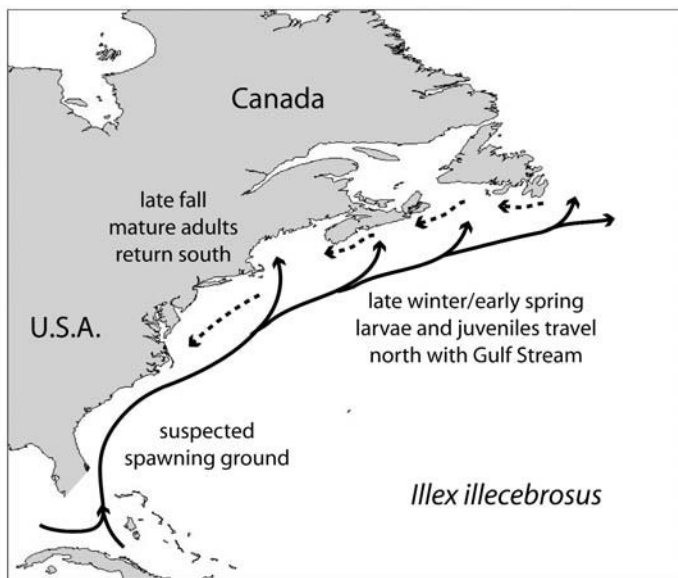 Canada
late fall
mature adults
return south
U.S.A.
late winter/early spring
larvae and juveniles travel
north with Gulf Stream
suspected
spawning ground
Illex illecebrosus